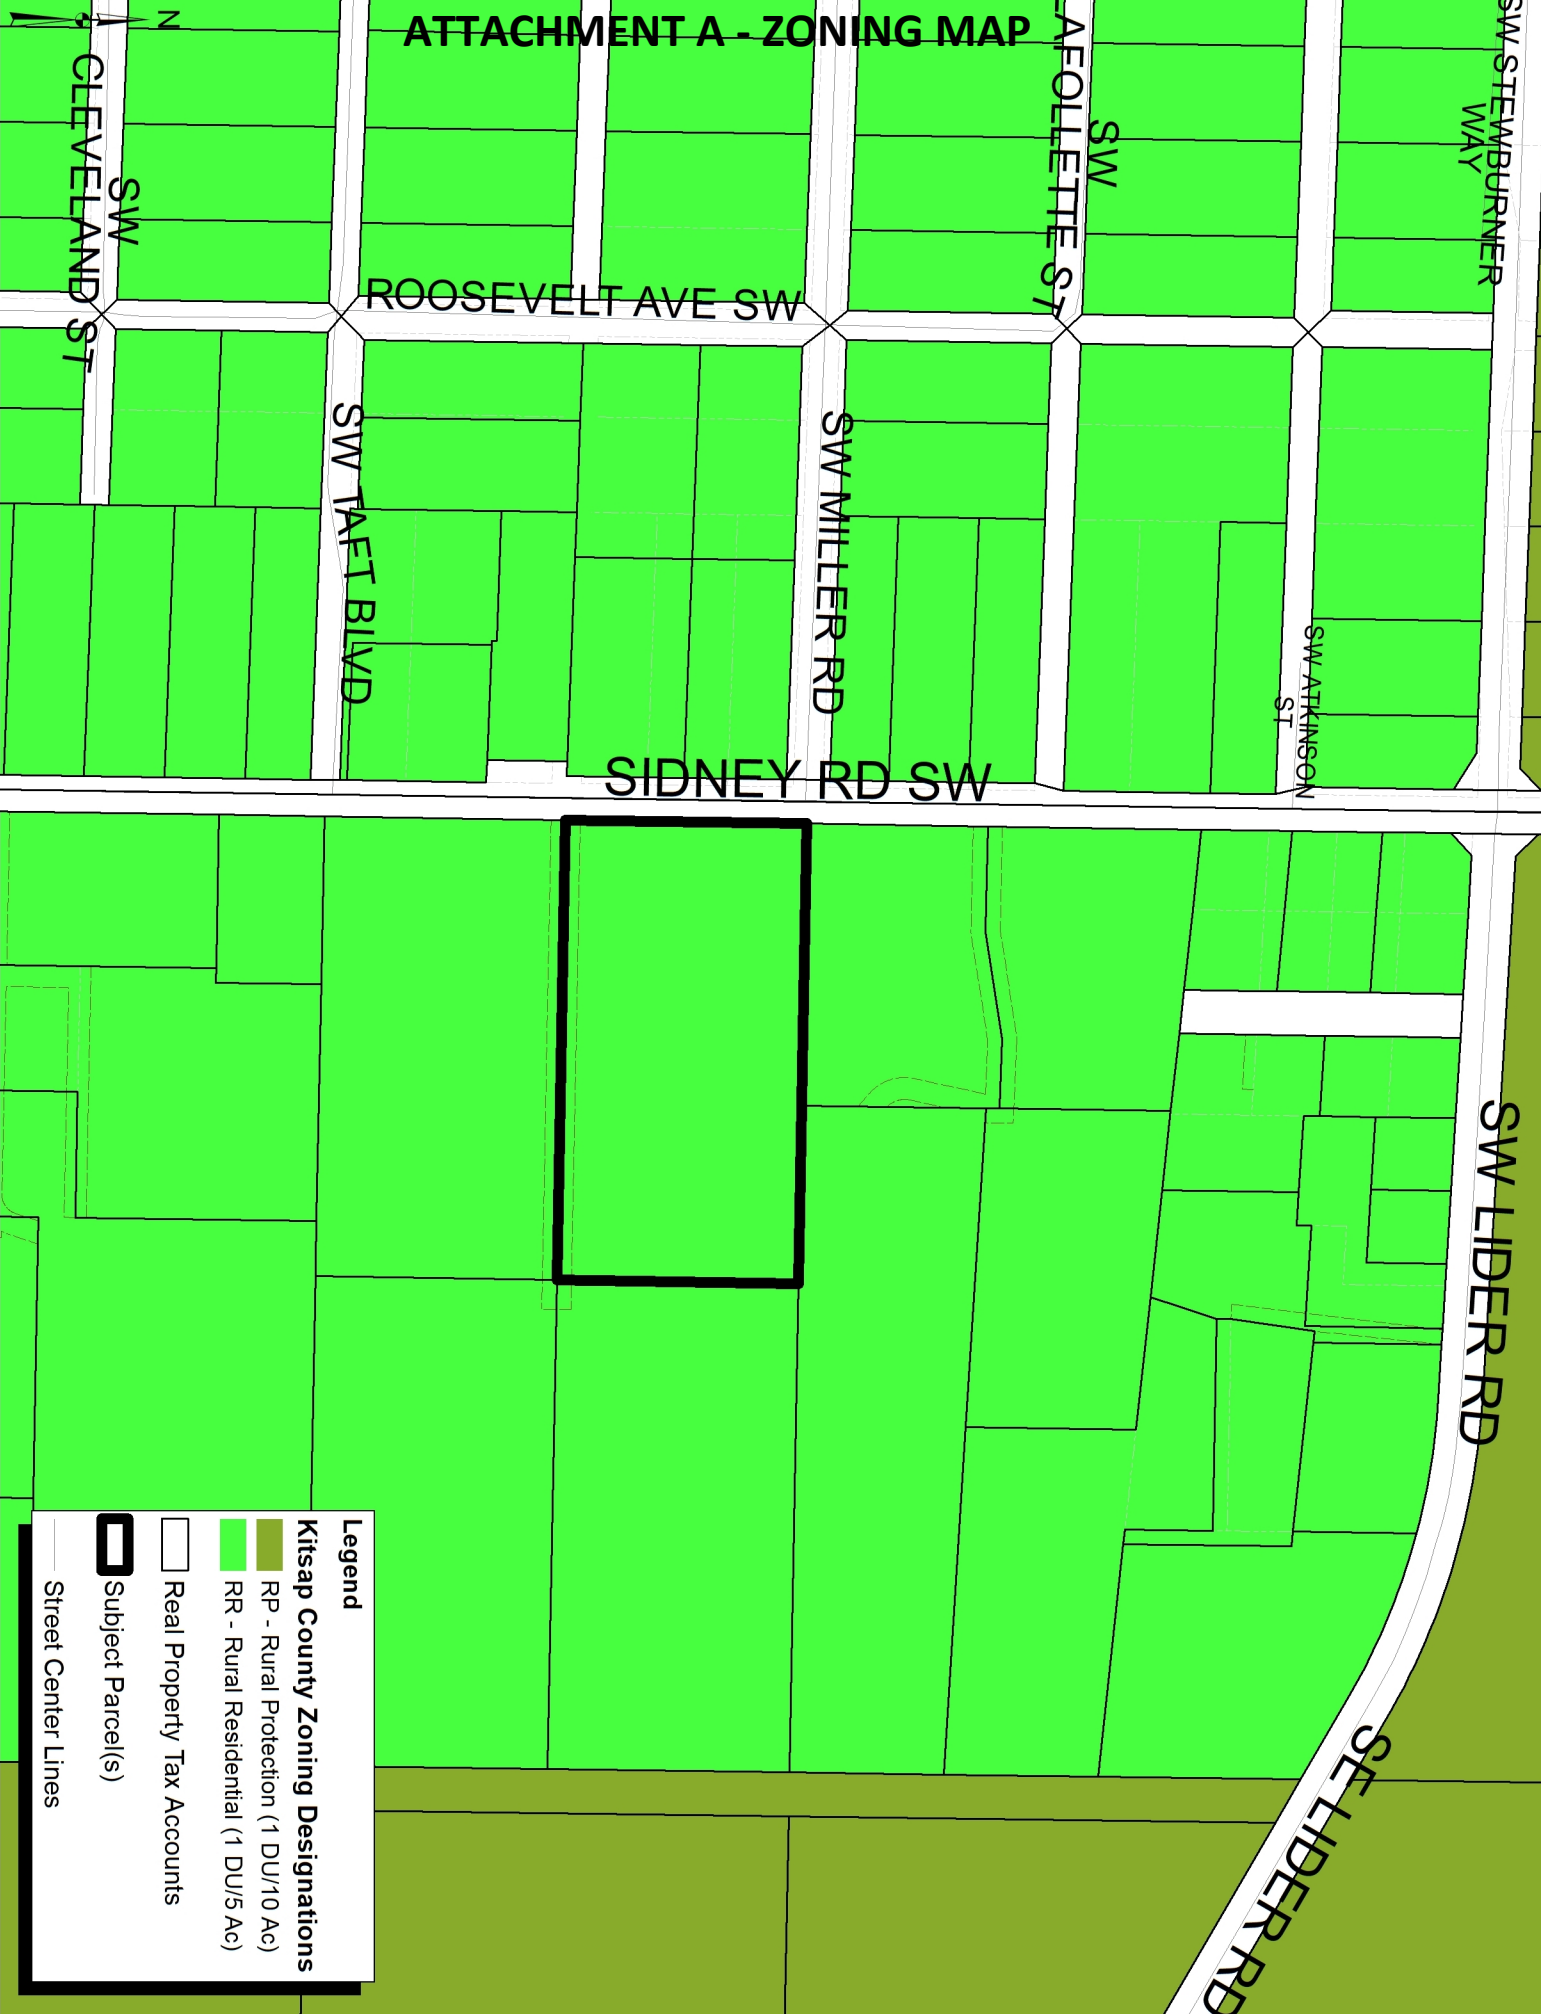 ATTACHMENT A - ZONING MAP
N
SW
CLEVELAND ST
SW
LAFOLLETTE ST
SW STEWBURNER
WAY
ROOSEVELT AVE SW
SW TAFT BLVD
SW MILLER RD
SW ATKINSON
ST
SIDNEY RD SW
SW LIDER RD
SE LIDER RD
Legend
Kitsap County Zoning Designations
RP - Rural Protection (1 DU/10 Ac)
RR - Rural Residential (1 DU/5 Ac)
Real Property Tax Accounts
Subject Parcel(s)
Street Center Lines